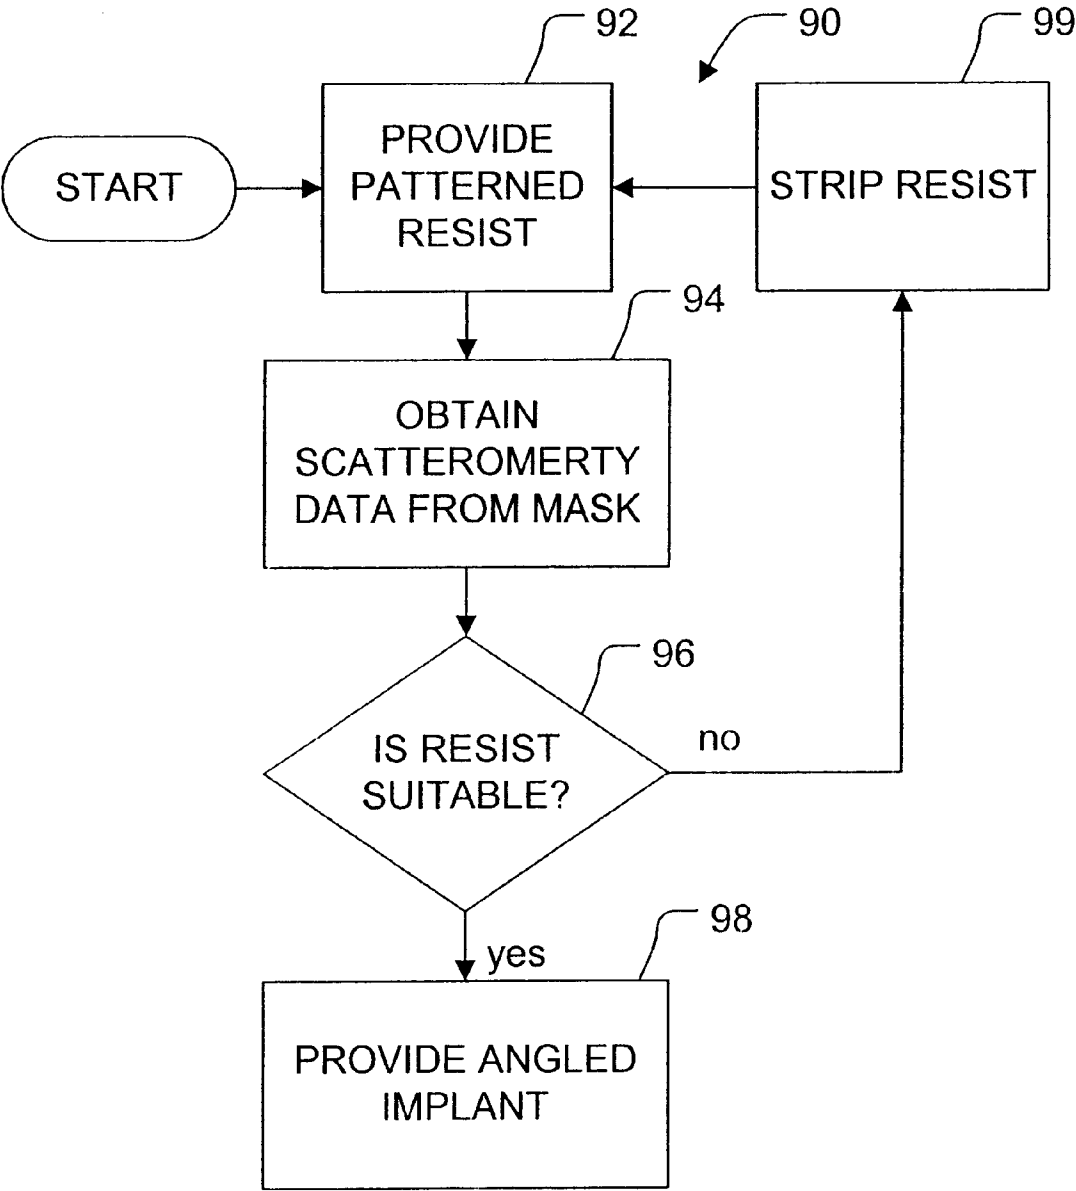 92
90
99
START
PROVIDE
PATTERNED
RESIST
STRIP RESIST
94
OBTAIN
SCATTEROMERTY
DATA FROM MASK
96
IS RESIST
SUITABLE?
no
yes
98
PROVIDE ANGLED
IMPLANT